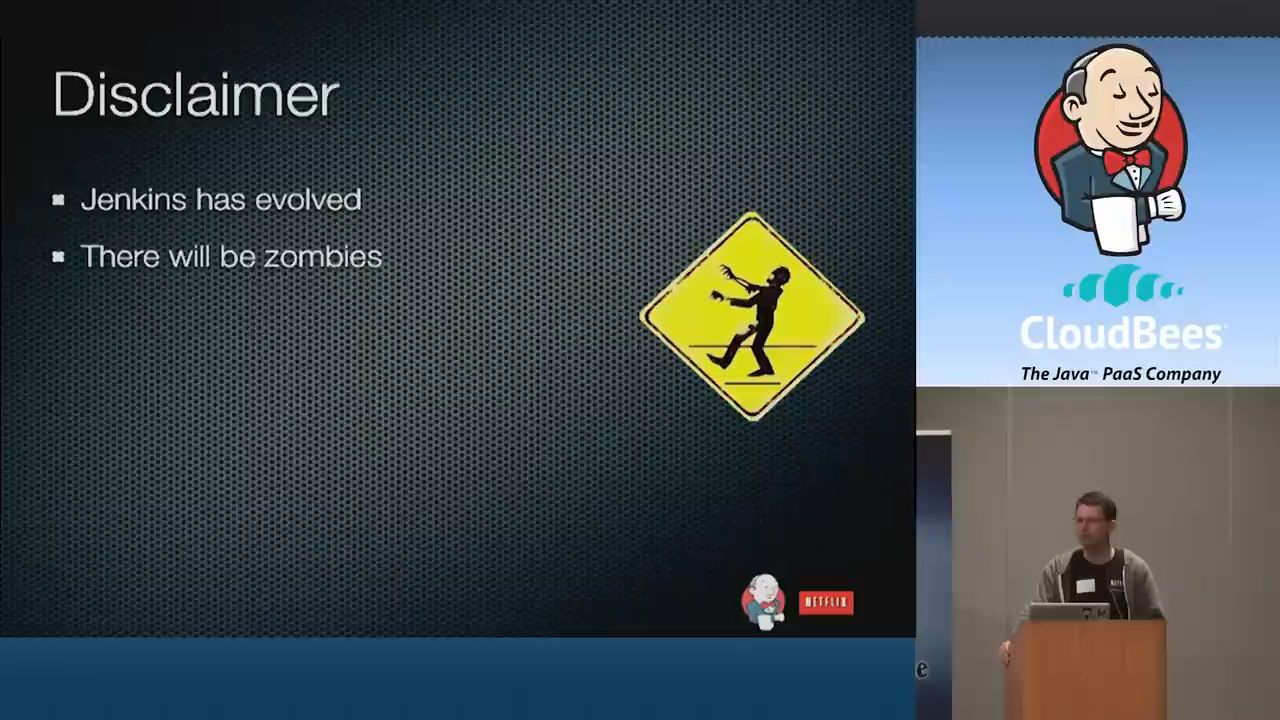 Disclaimer
Jenkins has evolved
There will be zombies
NETFLIX
CloudBees
The Java™ PaaS Company
e